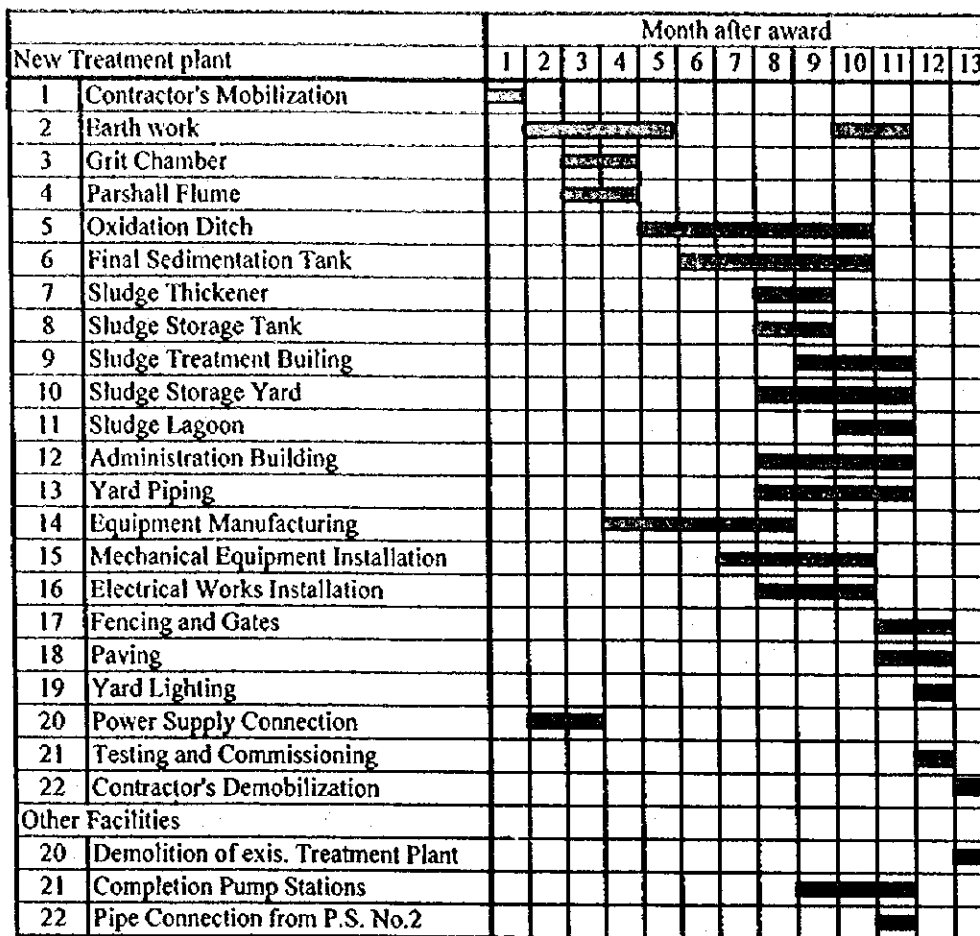 Month after award
New Treatment plant 1 2 3 4 5 6 7 8 9 10 11 12 13
1 Contractor's Mobilization
2 Earth work
3 Grit Chamber
4 Parshall Flume
5 Oxidation Ditch
6 Final Sedimentation Tank
7 Sludge Thickener
8 Sludge Storage Tank
9 Sludge Treatment Builing
10 Sludge Storage Yard
11 Sludge Lagoon
12 Administration Building
13 Yard Piping
14 Equipment Manufacturing
15 Mechanical Equipment Installation
16 Electrical Works Installation
17 Fencing and Gates
18 Paving
19 Yard Lighting
20 Power Supply Connection
21 Testing and Commissioning
22 Contractor's Demobilization
Other Facilities
20 Demolition of exis. Treatment Plant
21 Completion Pump Stations
22 Pipe Connection from P.S. No.2